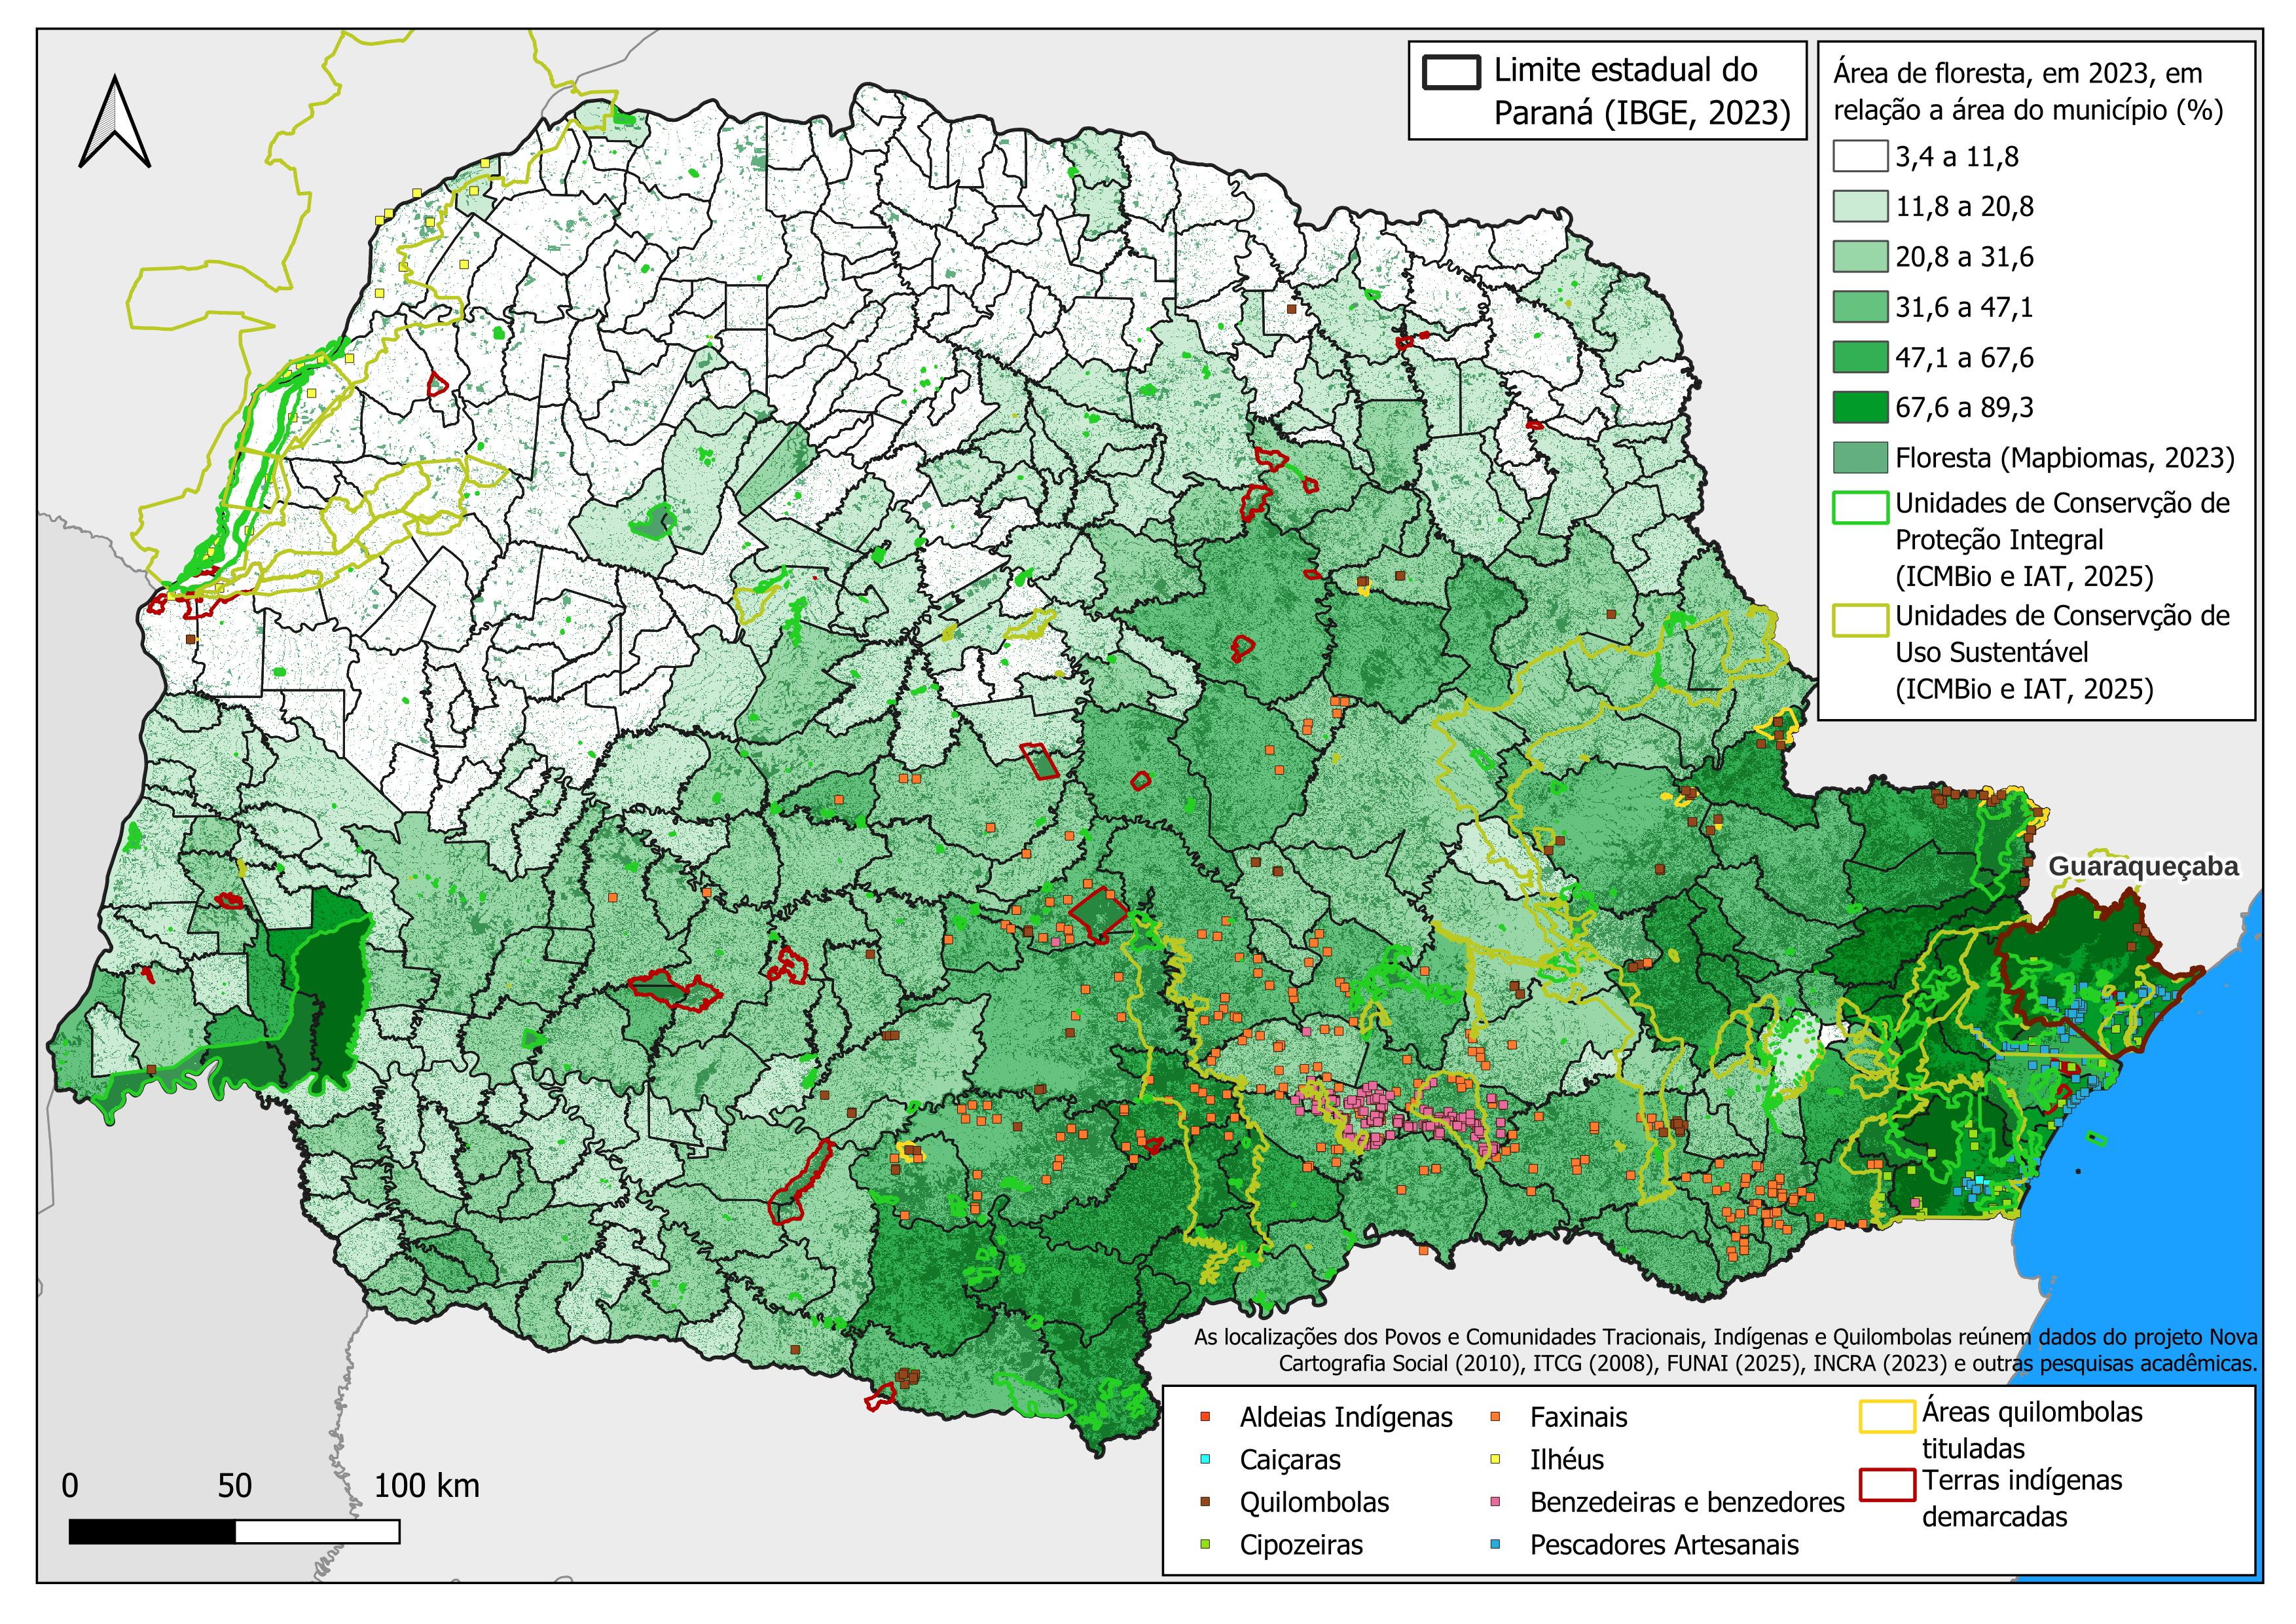 Limite estadual do
Paraná (IBGE, 2023)
Área de floresta, em 2023, em
relação a área do município (%)
3,4 a 11,8
11,8 a 20,8
20,8 a 31,6
31,6 a 47,1
47,1 a 67,6
67,6 a 89,3
Floresta (Mapbiomas, 2023)
Unidades de Conservção de
Proteção Integral
(ICMBio e IAT, 2025)
Unidades de Conservção de
Uso Sustentável
(ICMBio e IAT, 2025)
Guaraqueçaba
As localizações dos Povos e Comunidades Tracionais, Indígenas e Quilombolas reúnem dados do projeto Nova
Cartografia Social (2010), ITCG (2008), FUNAI (2025), INCRA (2023) e outras pesquisas acadêmicas.
Aldeias Indígenas
Caiçaras
Quilombolas
Cipozeiras
Faxinais
Ilhéus
Benzedeiras e benzedores
Pescadores Artesanais
Áreas quilombolas
tituladas
Terras indígenas
demarcadas
0 50 100 km